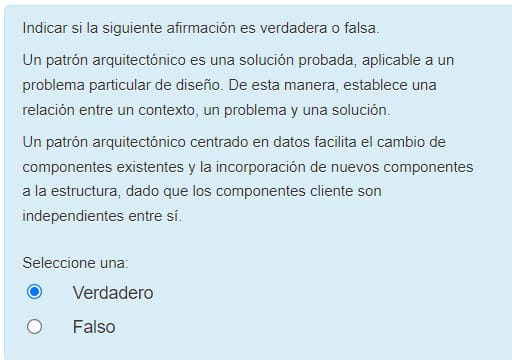 Indicar si la siguiente afirmación es verdadera o falsa.
Un patrón arquitectónico es una solución probada, aplicable a un
problema particular de diseño. De esta manera, establece una
relación entre un contexto, un problema y una solución.
Un patrón arquitectónico centrado en datos facilita el cambio de
componentes existentes y la incorporación de nuevos componentes
a la estructura, dado que los componentes cliente son
independientes entre sí.
Seleccione una:
Verdadero
Falso